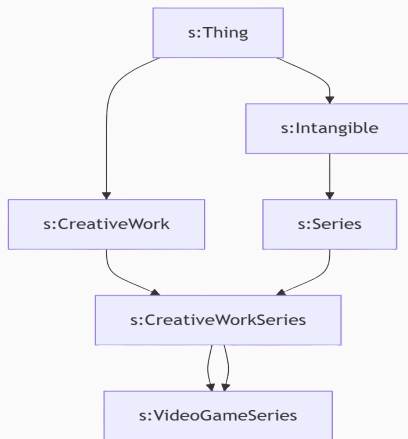 s:Thing
s:Intangible
s:CreativeWork
s:Series
s:CreativeWorkSeries
s:VideoGameSeries